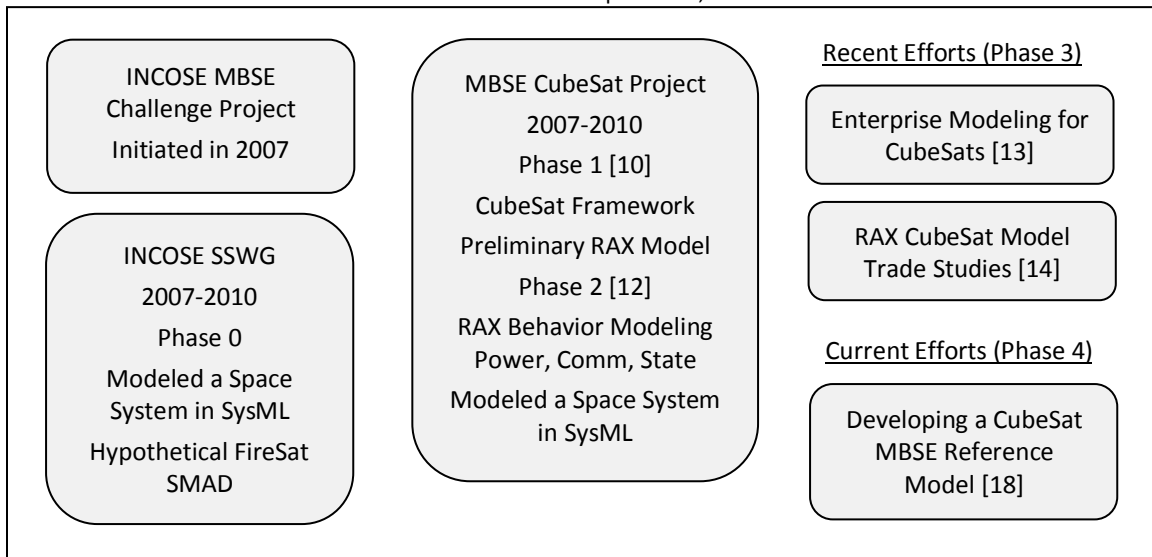 INCOSE MBSE
Challenge Project
Initiated in 2007
INCOSE SSWG
2007-2010
Phase 0
Modeled a Space
System in SysML
Hypothetical FireSat
SMAD
MBSE CubeSat Project
2007-2010
Phase 1 [10]
CubeSat Framework
Preliminary RAX Model
Phase 2 [12]
RAX Behavior Modeling
Power, Comm, State
Modeled a Space System
in SysML
Recent Efforts (Phase 3)
Enterprise Modeling for
CubeSats [13]
RAX CubeSat Model
Trade Studies [14]
Current Efforts (Phase 4)
Developing a CubeSat
MBSE Reference
Model [18]